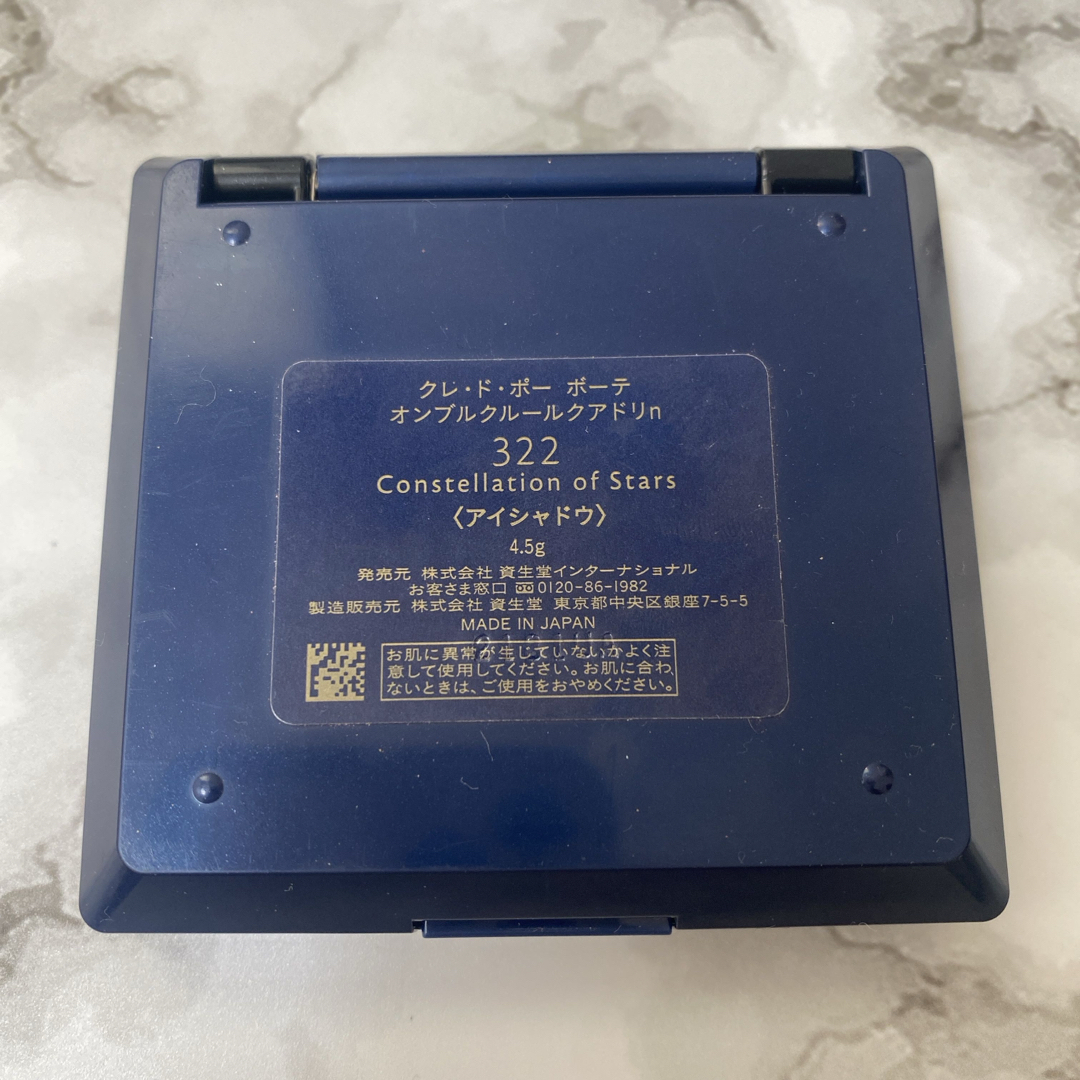 クレ・ド・ポー ボーテ
オンブルクルールクアドリn
322
Constellation of Stars
〈アイシャドウ〉
4.5g
発売元 株式会社 資生堂インターナショナル
お客さま窓口 0120-86-1982
製造販売元 株式会社 資生堂 東京都中央区銀座7-5-5
MADE IN JAPAN
お肌に異常が生じていないかよく注
意して使用してください。お肌に合わ
ないときは、ご使用をおやめください。